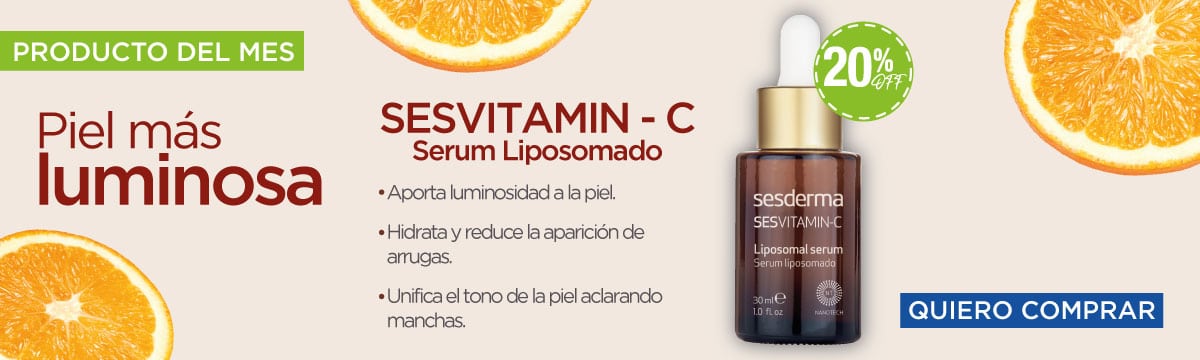 PRODUCTO DEL MES
Piel más
luminosa
SESVITAMIN - C
Serum Liposomado
• Aporta luminosidad a la piel.
• Hidrata y reduce la aparición de
arrugas.
• Unifica el tono de la piel aclarando
manchas.
20% OFF
sesderma
SESVITAMIN-C
Liposomal serum
Serum liposomado
30 ml e
1.0 fl. oz
NT
NANOTECH
QUIERO COMPRAR